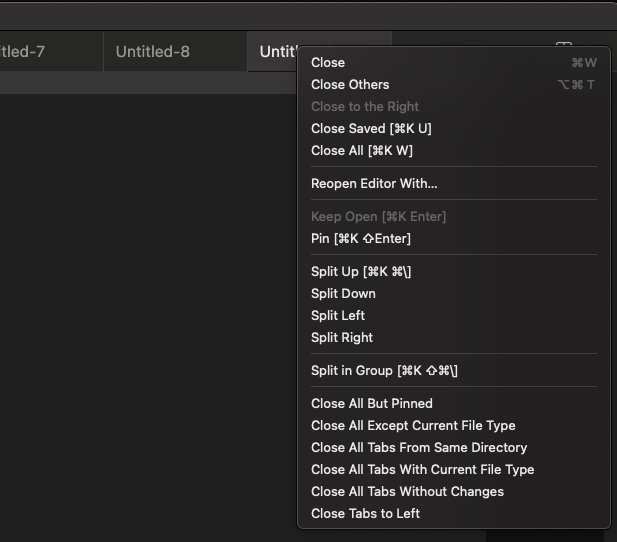 tled-7
Untitled-8
Untit
Close ⌘W
Close Others ⌥⌘T
Close to the Right
Close Saved [⌘K U]
Close All [⌘K W]
Reopen Editor With...
Keep Open [⌘K Enter]
Pin [⌘K ⇧Enter]
Split Up [⌘K ⌘\]
Split Down
Split Left
Split Right
Split in Group [⌘K ⇧⌘\]
Close All But Pinned
Close All Except Current File Type
Close All Tabs From Same Directory
Close All Tabs With Current File Type
Close All Tabs Without Changes
Close Tabs to Left